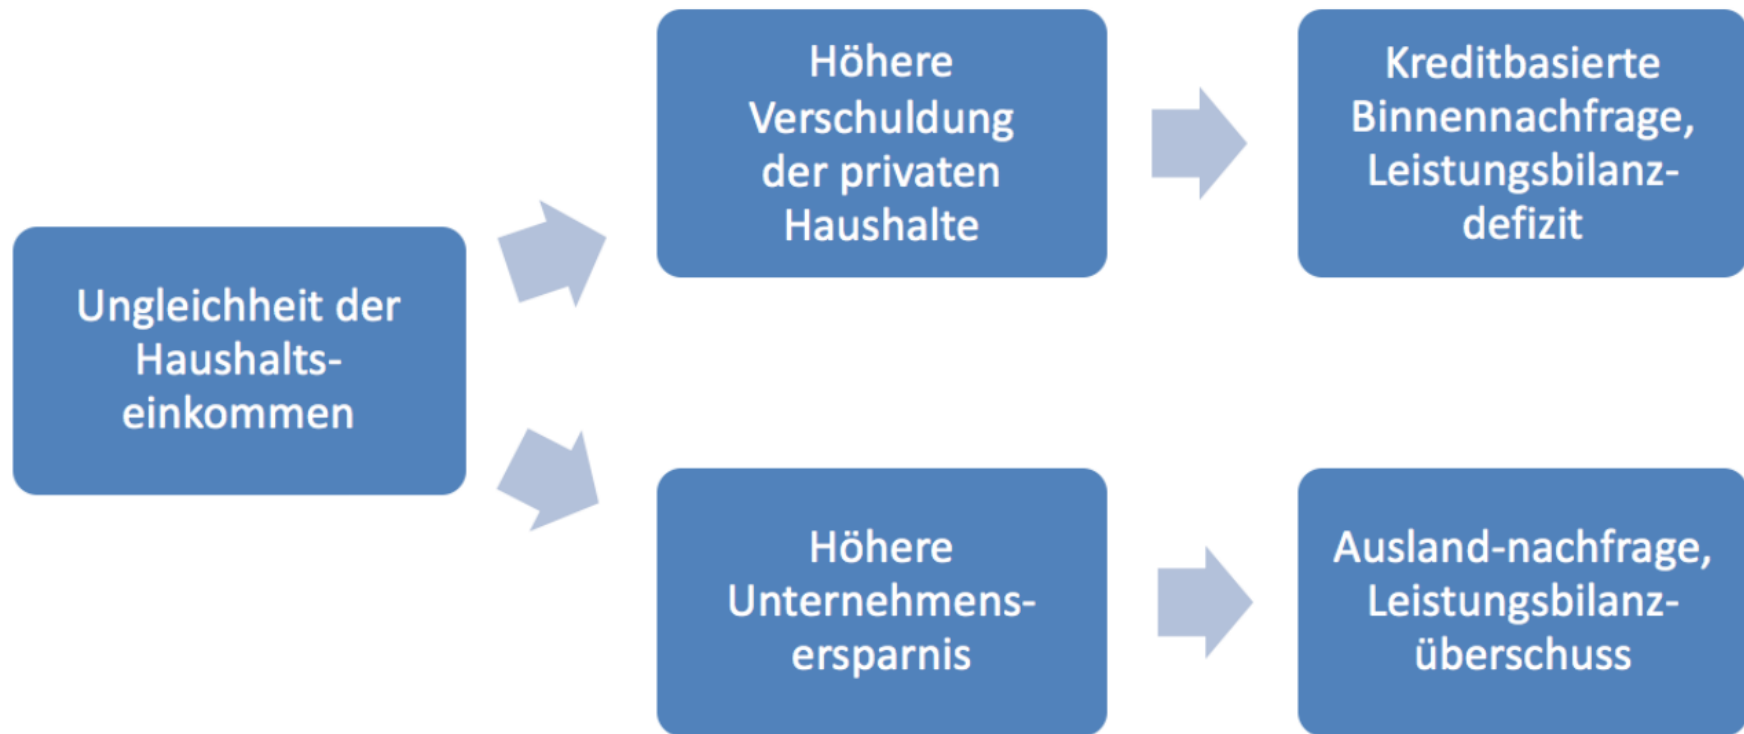 Ungleichheit der
Haushalts-
einkommen
Höhere
Verschuldung
der privaten
Haushalte
Kreditbasierte
Binnennachfrage,
Leistungsbilanz-
defizit
Höhere
Unternehmens-
ersparnis
Ausland-nachfrage,
Leistungsbilanz-
überschuss